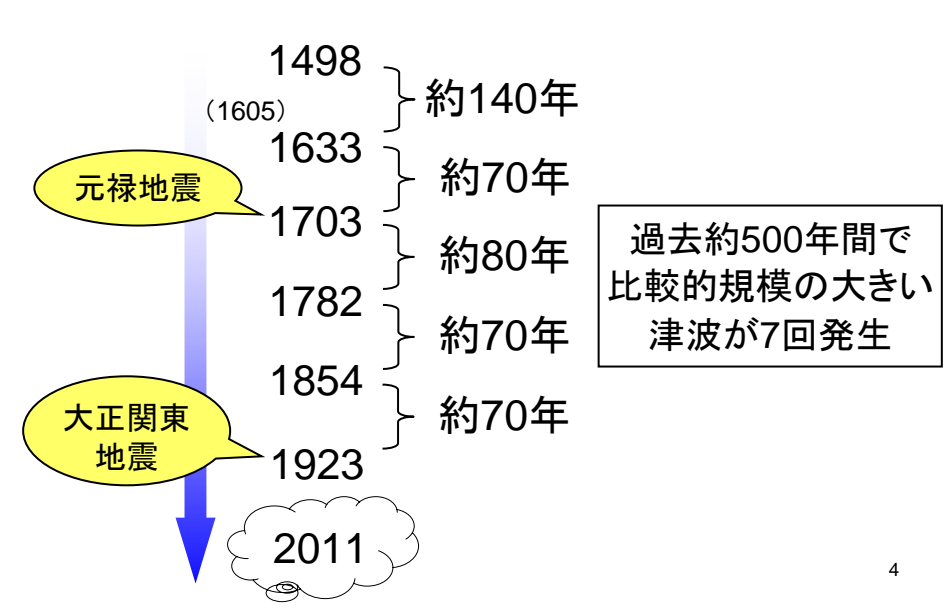 1498
約140年
（1605）
1633
約70年
元禄地震
1703
約80年
過去約500年間で
比較的規模の大きい
津波が7回発生
1782
約70年
1854
約70年
大正関東
地震
1923
2011
4